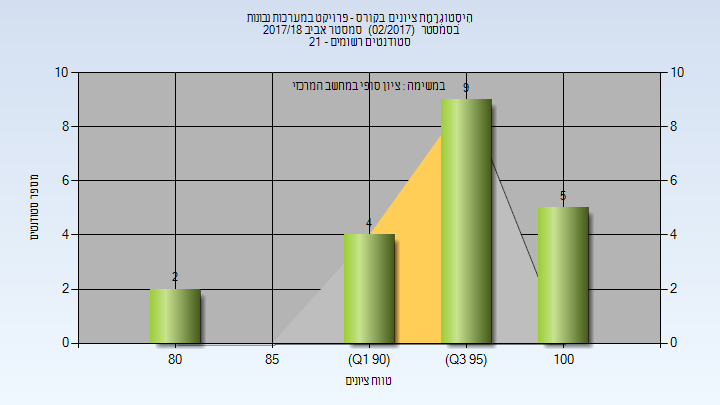 היסטוגרמת ציונים בקורס - פרויקט במערכות נבונות
בסמסטר (02/2017) סמסטר אביב 2017/18
סטודנטים רשומים - 21
במשימה : ציון סופי במחשב המרכזי
מספר סטודנטים
10
8
6
4
2
0
10
8
6
4
2
0
2
4
9
5
80
85
(Q1 90)
(Q3 95)
100
טווח ציונים